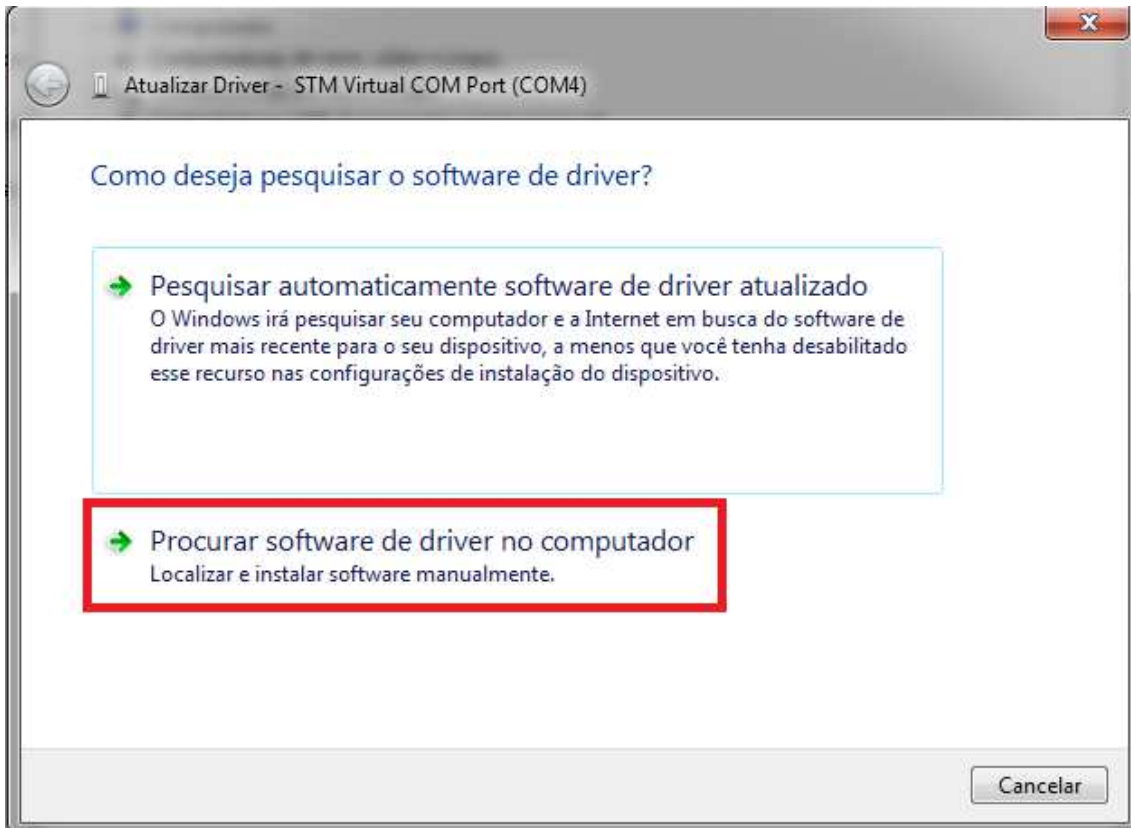 Atualizar Driver - STM Virtual COM Port (COM4)
Como deseja pesquisar o software de driver?
Pesquisar automaticamente software de driver atualizado
O Windows irá pesquisar seu computador e a Internet em busca do software de
driver mais recente para o seu dispositivo, a menos que você tenha desabilitado
esse recurso nas configurações de instalação do dispositivo.
Procurar software de driver no computador
Localizar e instalar software manualmente.
Cancelar